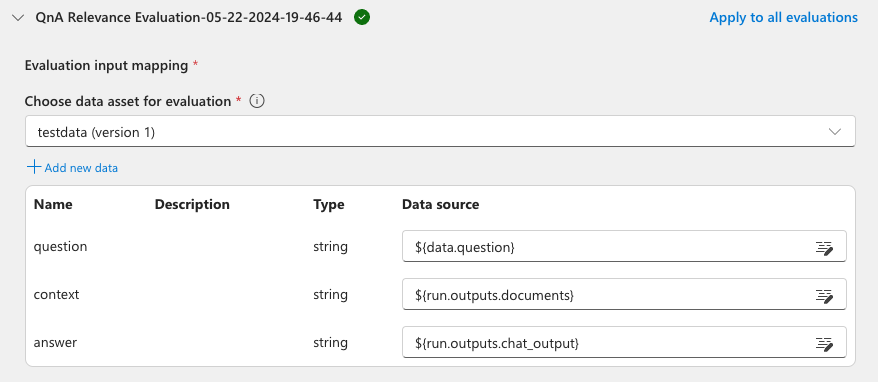 QnA Relevance Evaluation-05-22-2024-19-46-44 Apply to all evaluations
Evaluation input mapping *
Choose data asset for evaluation *
testdata (version 1)
Add new data
Name Description Type Data source
question string ${data.question}
context string ${run.outputs.documents}
answer string ${run.outputs.chat_output}